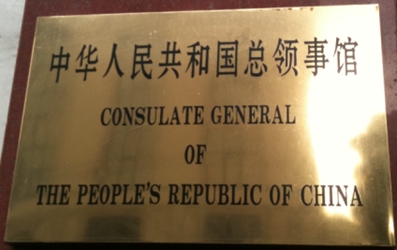 中华人民共和国总领事馆
CONSULATE GENERAL
OF
THE PEOPLE'S REPUBLIC OF CHINA